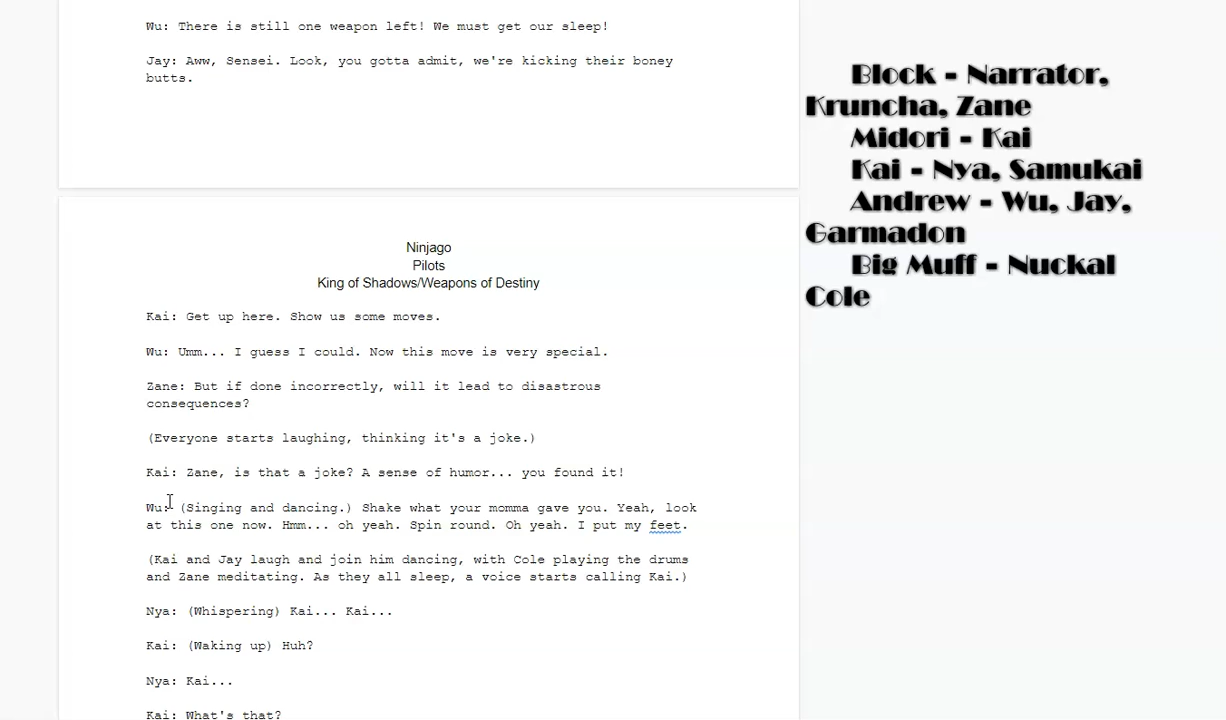 Wu: There is still one weapon left! We must get our sleep!
Jay: Aww, Sensei. Look, you gotta admit, we're kicking their boney
butts.
Ninjago
Pilots
King of Shadows/Weapons of Destiny
Kai: Get up here. Show us some moves.
Wu: Umm... I guess I could. Now this move is very special.
Zane: But if done incorrectly, will it lead to disastrous
consequences?
(Everyone starts laughing, thinking it's a joke.)
Kai: Zane, is that a joke? A sense of humor... you found it!
Wu: (Singing and dancing.) Shake what your momma gave you. Yeah, look
at this one now. Hmm... oh yeah. Spin round. Oh yeah. I put my feet.
(Kai and Jay laugh and join him dancing, with Cole playing the drums
and Zane meditating. As they all sleep, a voice starts calling Kai.)
Nya: (Whispering) Kai... Kai...
Kai: (Waking up) Huh?
Nya: Kai...
Kai: What's that?
Block - Narrator,
Kruncha, Zane
Midori - Kai
Kai - Nya, Samukai
Andrew - Wu, Jay,
Garmadon
Big Muff - Nuckal
Cole